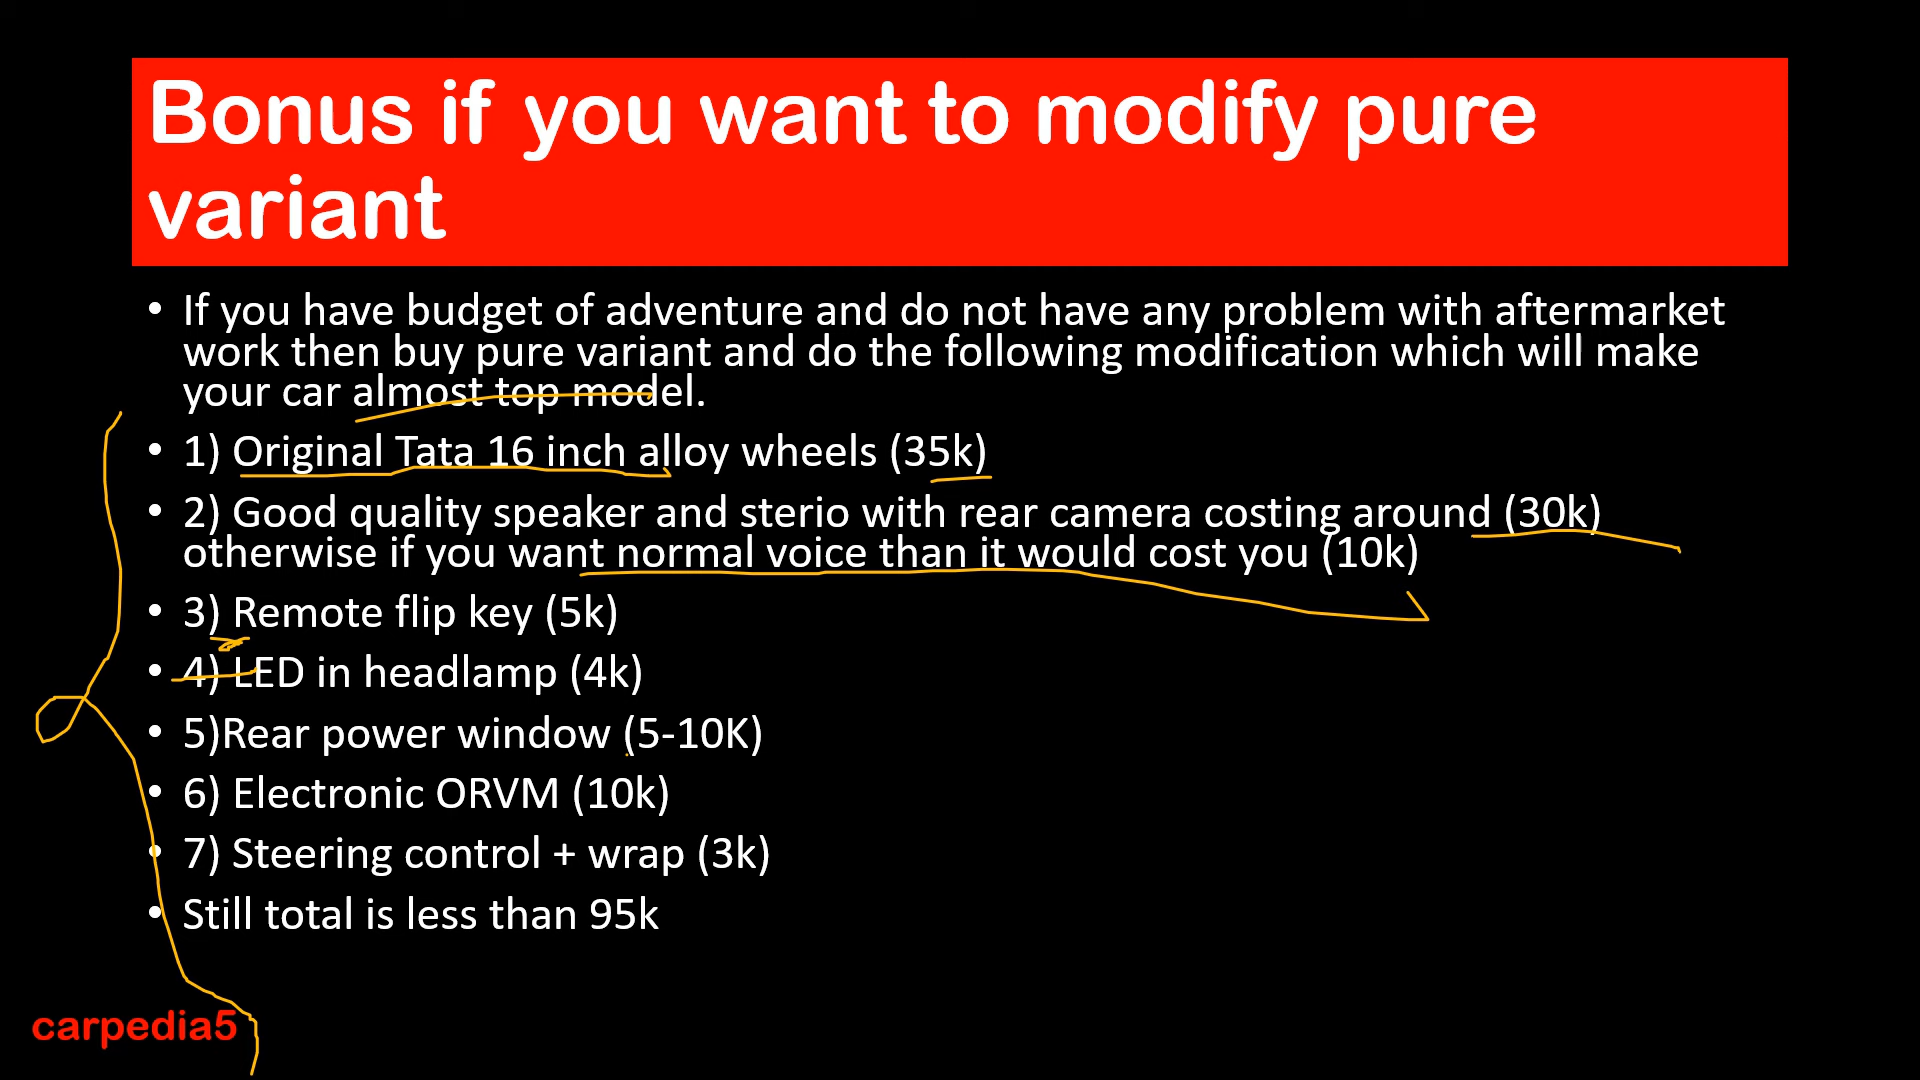 Bonus if you want to modify pure
variant
• If you have budget of adventure and do not have any problem with aftermarket
work then buy pure variant and do the following modification which will make
your car almost top model.
• 1) Original Tata 16 inch alloy wheels (35k)
• 2) Good quality speaker and sterio with rear camera costing around (30k)
otherwise if you want normal voice than it would cost you (10k)
• 3) Remote flip key (5k)
• 4) LED in headlamp (4k)
• 5)Rear power window (5-10K)
• 6) Electronic ORVM (10k)
• 7) Steering control + wrap (3k)
• Still total is less than 95k
carpedia5